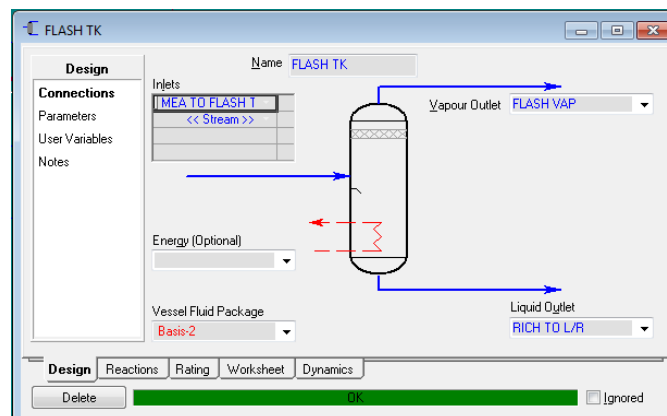 FLASH TK
Design
Connections
Parameters
User Variables
Notes
Name FLASH TK
Inlets
MEA TO FLASH T
<< Stream >>
Vapour Outlet FLASH VAP
Energy (Optional)
Vessel Fluid Package
Basis-2
Liquid Outlet
RICH TO L/R
Design Reactions Rating Worksheet Dynamics
Delete OK Ignored